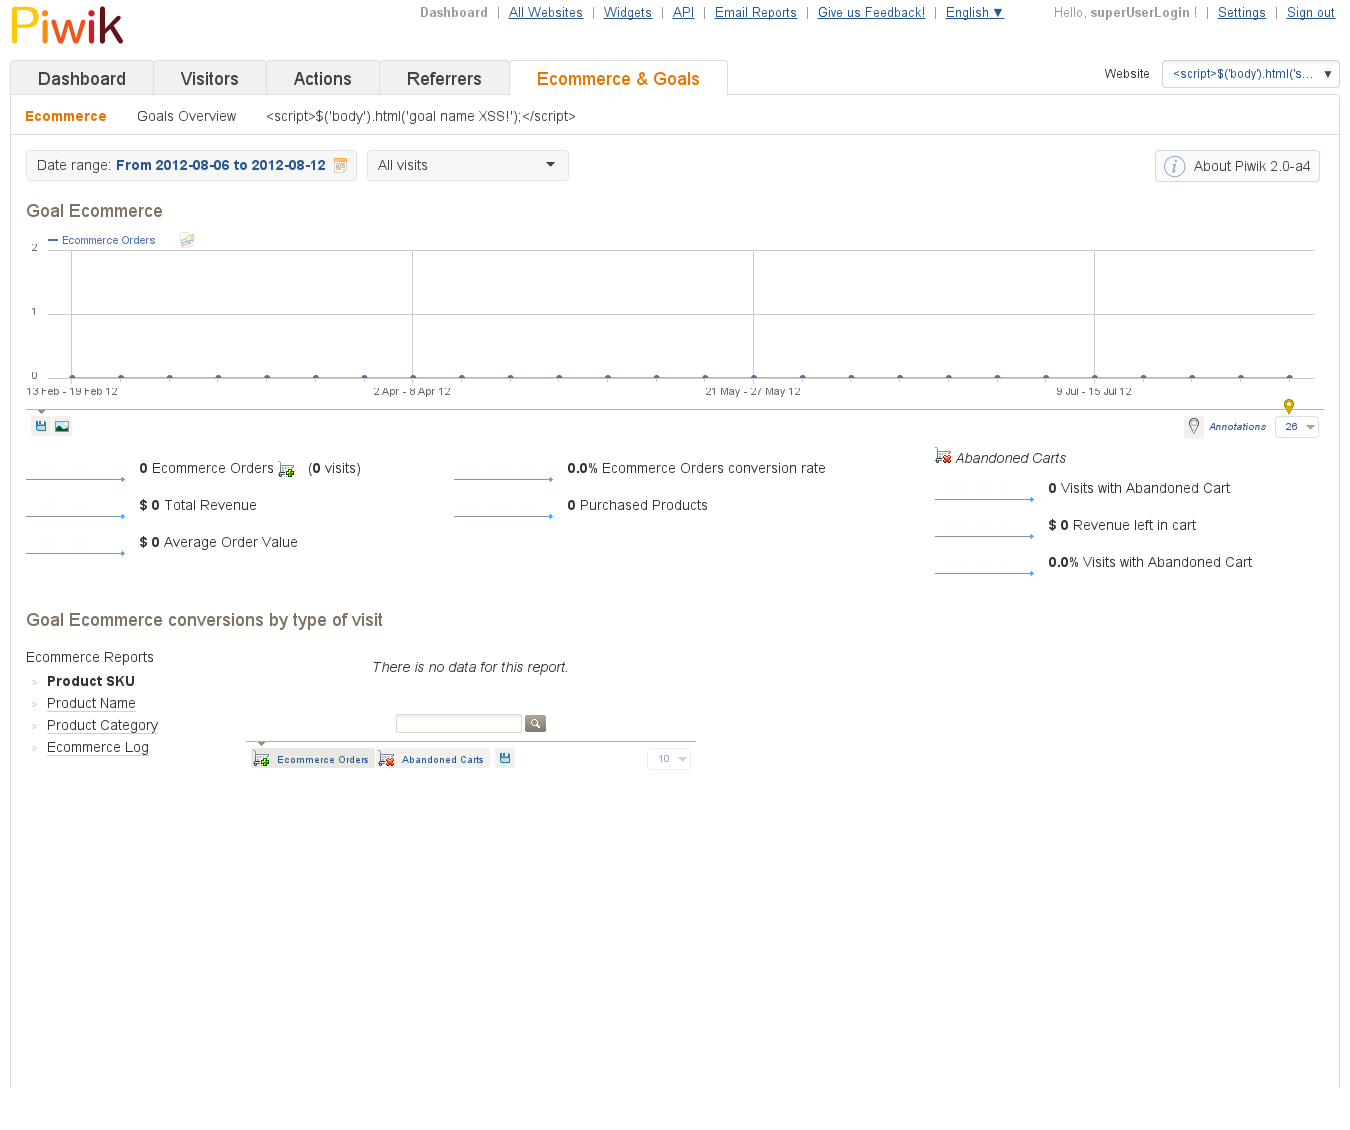 Piwik
Dashboard | All Websites | Widgets | API | Email Reports | Give us Feedback! | English ▼
Hello, superUserLogin ! | Settings | Sign out
Dashboard Visitors Actions Referrers Ecommerce & Goals
Website <script>$('body').html('s... ▼
Ecommerce Goals Overview <script>$('body').html('goal name XSS!');</script>
Date range: From 2012-08-06 to 2012-08-12
All visits
About Piwik 2.0-a4
Goal Ecommerce
Ecommerce Orders
2
1
0
13 Feb - 19 Feb 12 2 Apr - 8 Apr 12 21 May - 27 May 12 9 Jul - 15 Jul 12
Annotations 26
0 Ecommerce Orders (0 visits)
$ 0 Total Revenue
$ 0 Average Order Value
0.0% Ecommerce Orders conversion rate
0 Purchased Products
Abandoned Carts
0 Visits with Abandoned Cart
$ 0 Revenue left in cart
0.0% Visits with Abandoned Cart
Goal Ecommerce conversions by type of visit
Ecommerce Reports
» Product SKU
» Product Name
» Product Category
» Ecommerce Log
There is no data for this report.
Ecommerce Orders Abandoned Carts 10